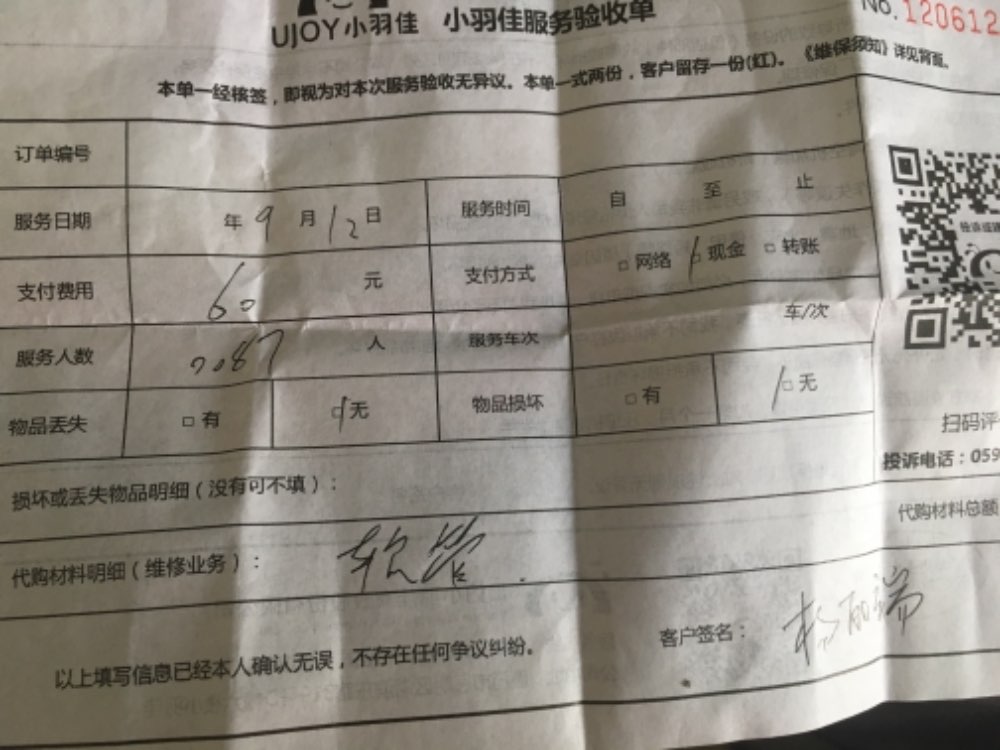 UJOY小羽佳 小羽佳服务验收单
No.120612
本单一经核签，即视为对本次服务验收无异议。本单一式两份，客户留存一份(红)。《维保须知》详见背面。
订单编号
服务日期 年 9 月 12 日 服务时间 自 至 止
支付费用 60 元 支付方式 □网络 □现金 □转账
服务人数 7087 人 服务车次 车/次
物品丢失 □有 □无 物品损坏 □有 □无
扫码评
投诉电话：059
损坏或丢失物品明细（没有可不填）：
代购材料总额
代购材料明细（维修业务）： 软管
客户签名：
以上填写信息已经本人确认无误，不存在任何争议纠纷。